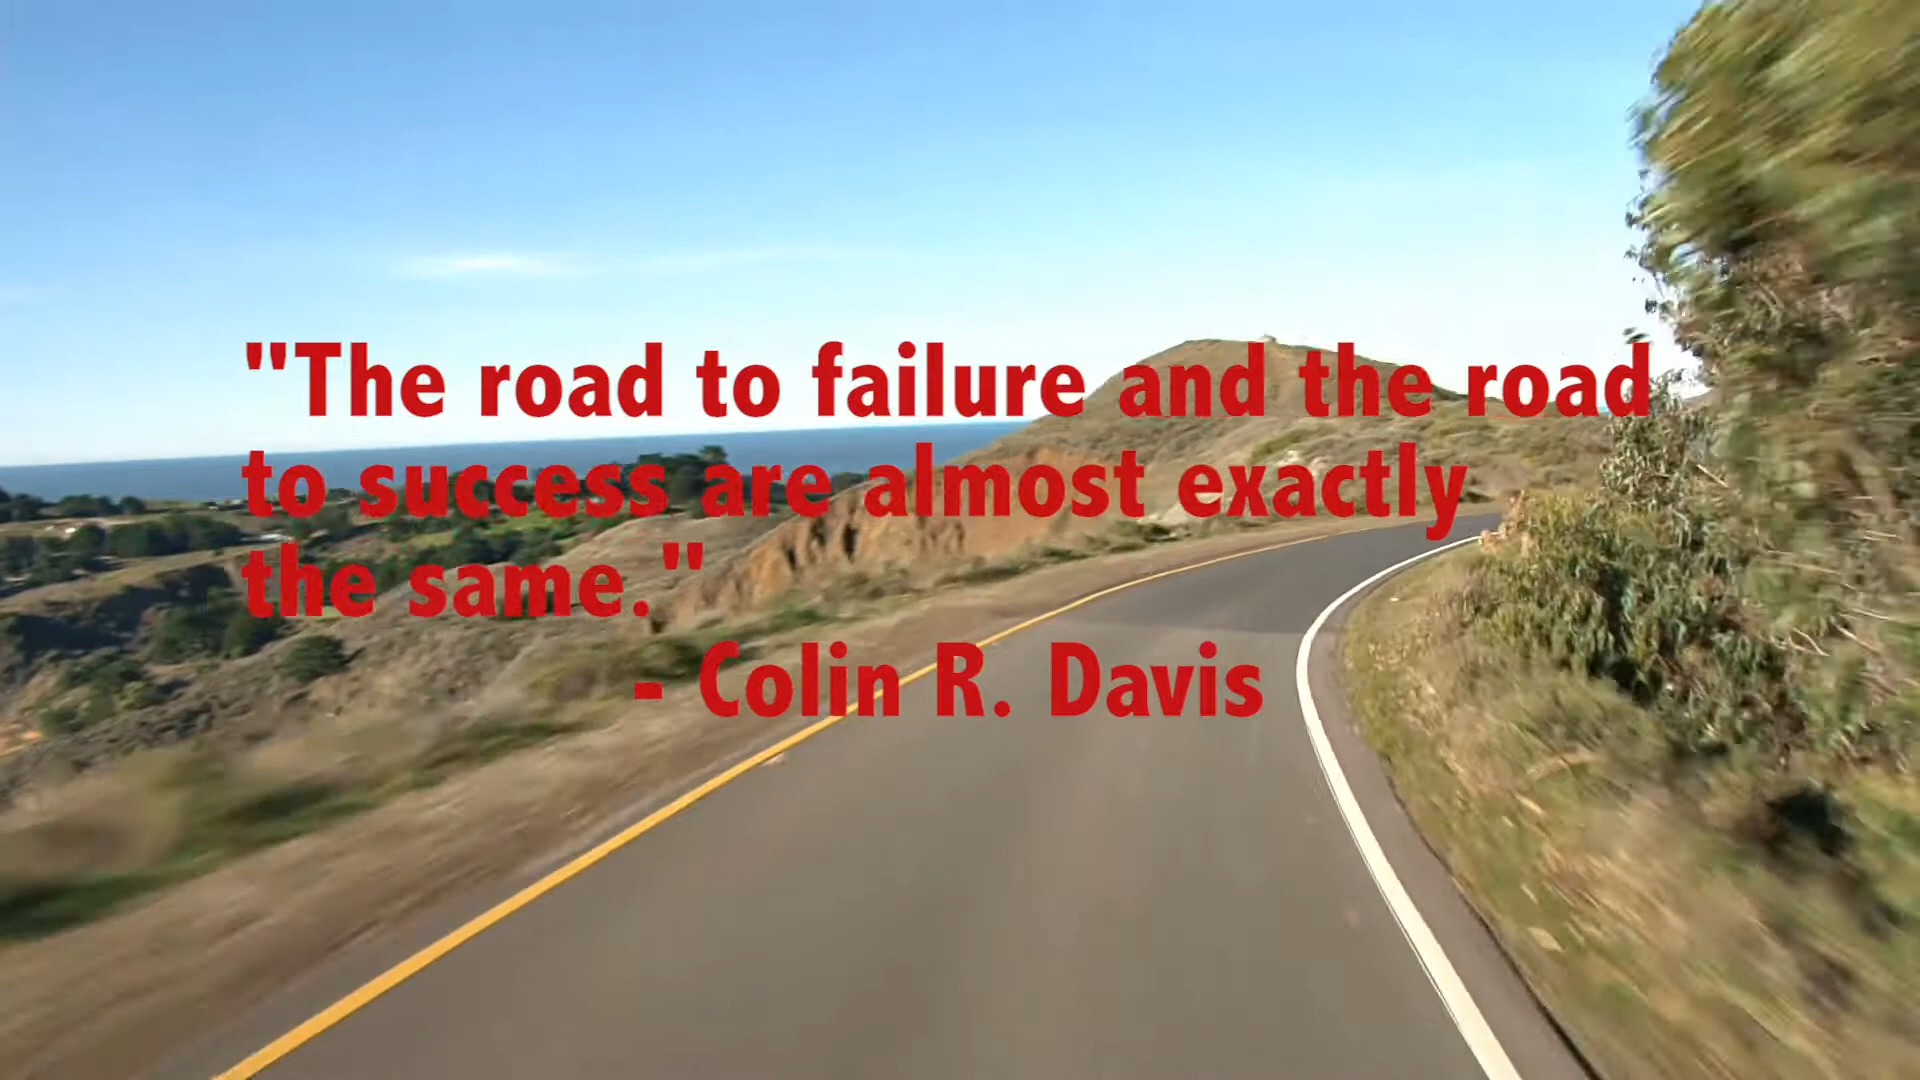 "The road to failure and the road
to success are almost exactly
the same."
- Colin R. Davis